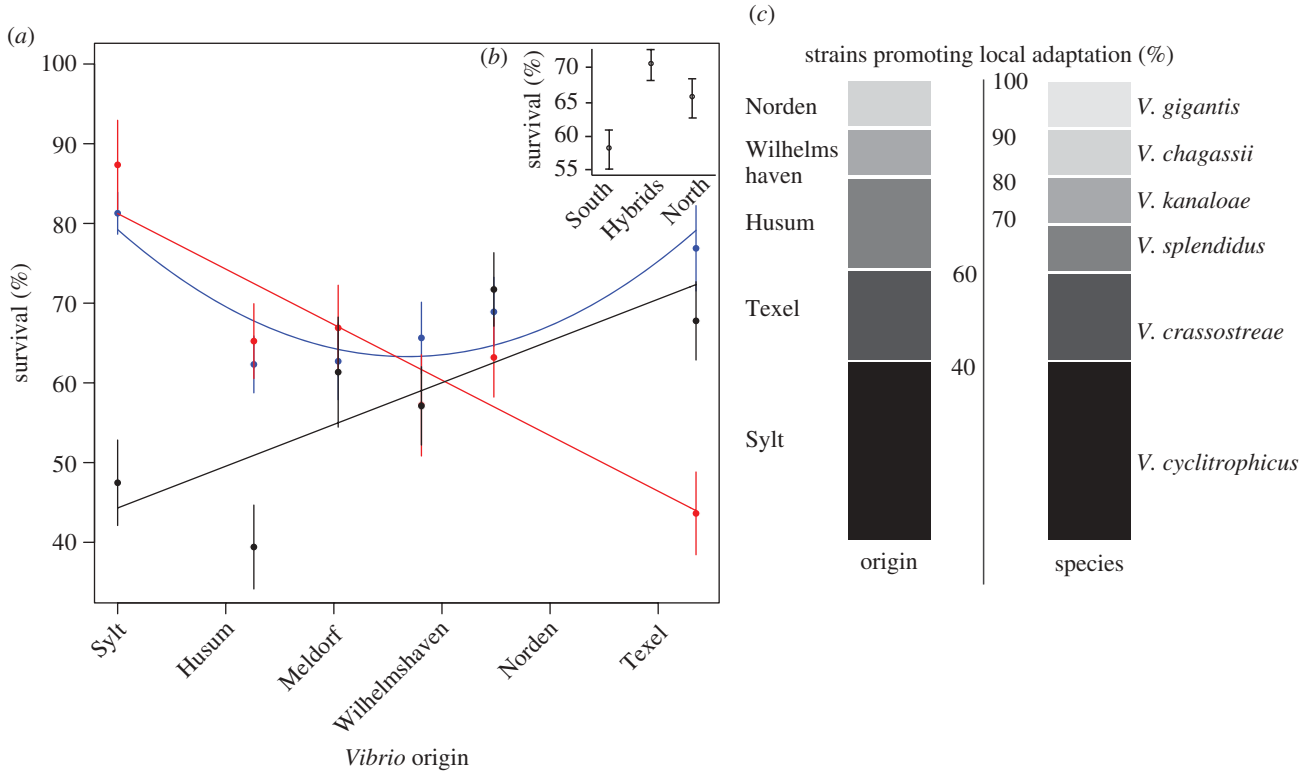 (a)
100
90
80
70
60
50
40
survival (%)
Sylt
Husum
Meldorf
Wilhelmshaven
Norden
Texel
Vibrio origin
(b)
70
65
60
55
survival (%)
South
Hybrids
North
(c)
strains promoting local adaptation (%)
Norden
Wilhelms
haven
Husum
Texel
Sylt
origin
100
90
80
70
60
40
V. gigantis
V. chagassii
V. kanaloae
V. splendidus
V. crassostreae
V. cyclitrophicus
species